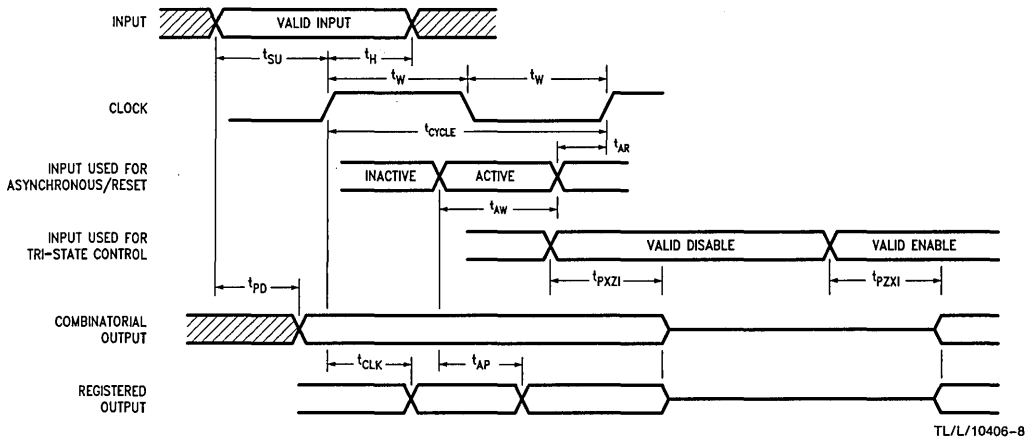 INPUT
VALID INPUT
tSU
tH
tW
tW
CLOCK
tCYCLE
tAR
INPUT USED FOR
ASYNCHRONOUS/RESET
INACTIVE
ACTIVE
tAW
INPUT USED FOR
TRI-STATE CONTROL
VALID DISABLE
VALID ENABLE
tPD
tPXZI
tPZXI
COMBINATORIAL
OUTPUT
tCLK
tAP
REGISTERED
OUTPUT
TL/L/10406-8